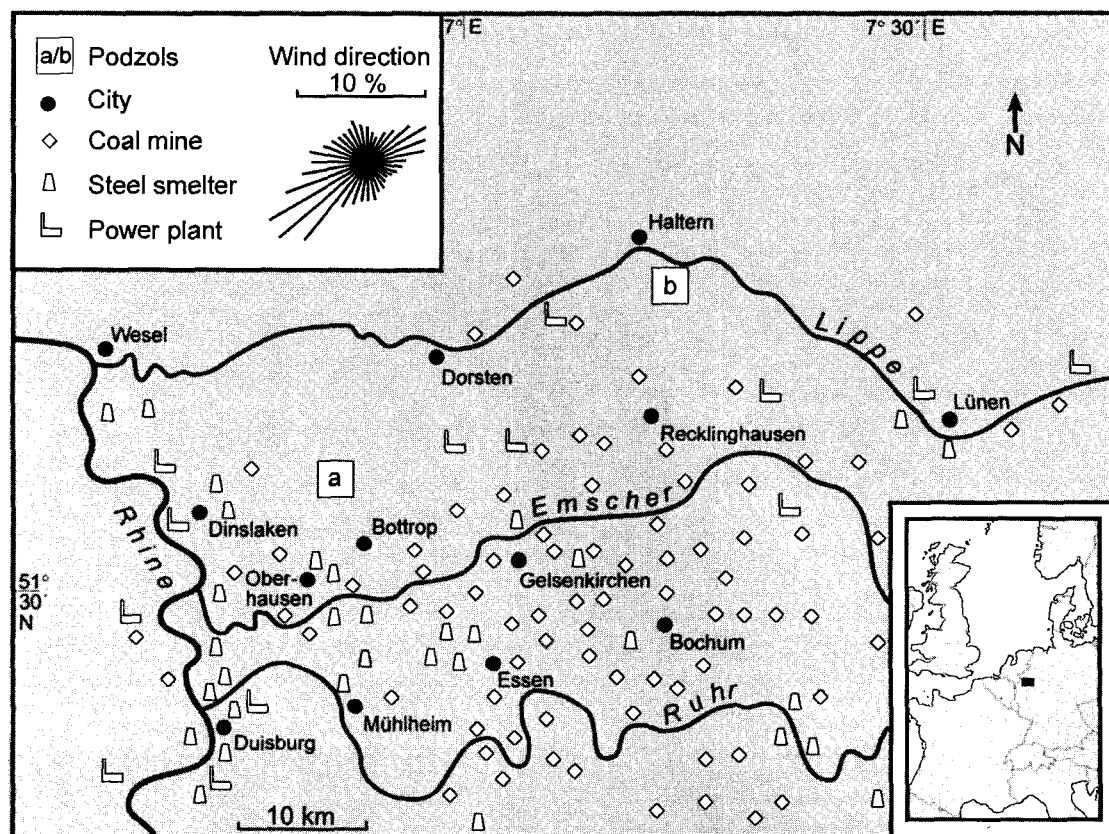 a/b Podzols
City
Coal mine
Steel smelter
Power plant
Wind direction
10 %
7° E
7° 30' E
N
Haltern
b
Wesel
Lippe
Dorsten
Lünen
Recklinghausen
a
Emscher
Rhine
Dinslaken
Bottrop
Gelsenkirchen
51°
30'
N
Ober-
hausen
Bochum
Essen
Ruhr
Mühlheim
Duisburg
10 km